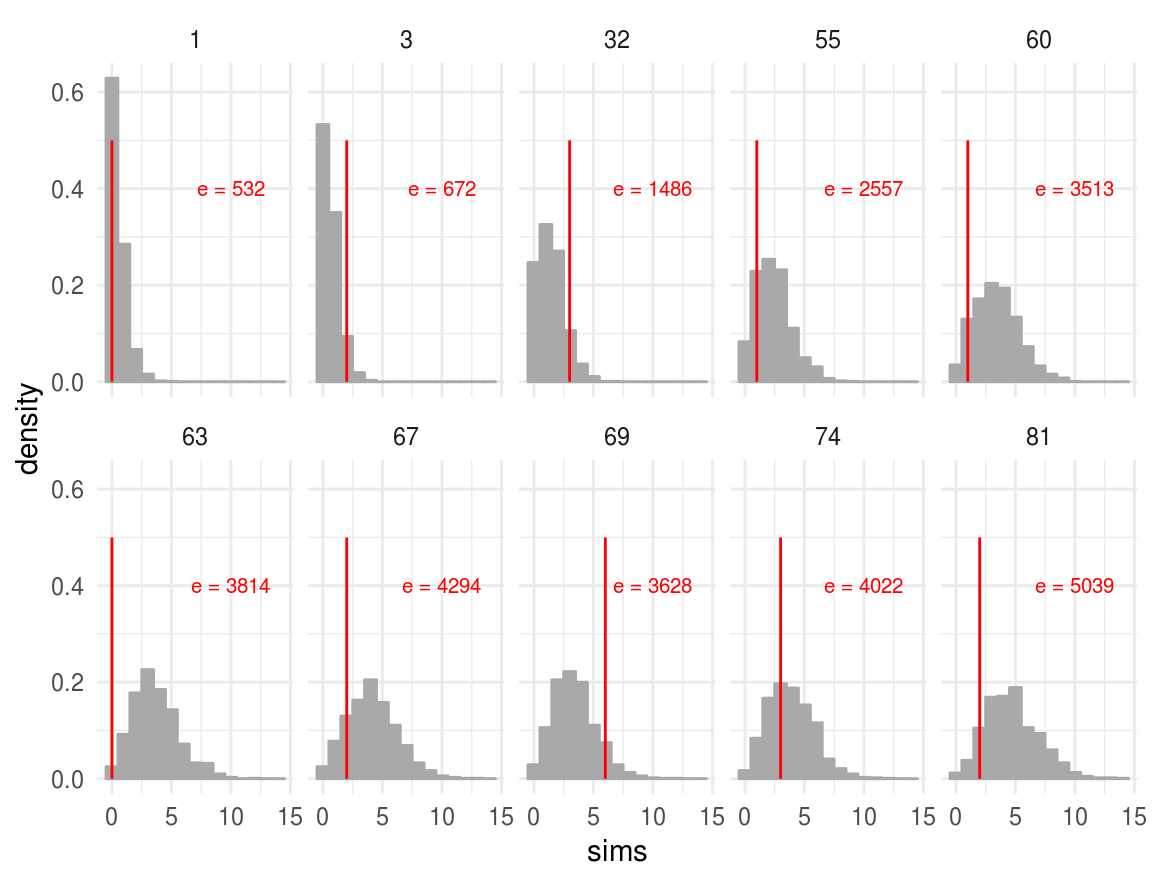 1 3 32 55 60
0.6
0.4
0.2
0.0
e = 532 e = 672 e = 1486 e = 2557 e = 3513
density
63 67 69 74 81
0.6
0.4
0.2
0.0
e = 3814 e = 4294 e = 3628 e = 4022 e = 5039
0 5 10 15 0 5 10 15 0 5 10 15 0 5 10 15 0 5 10 15
sims